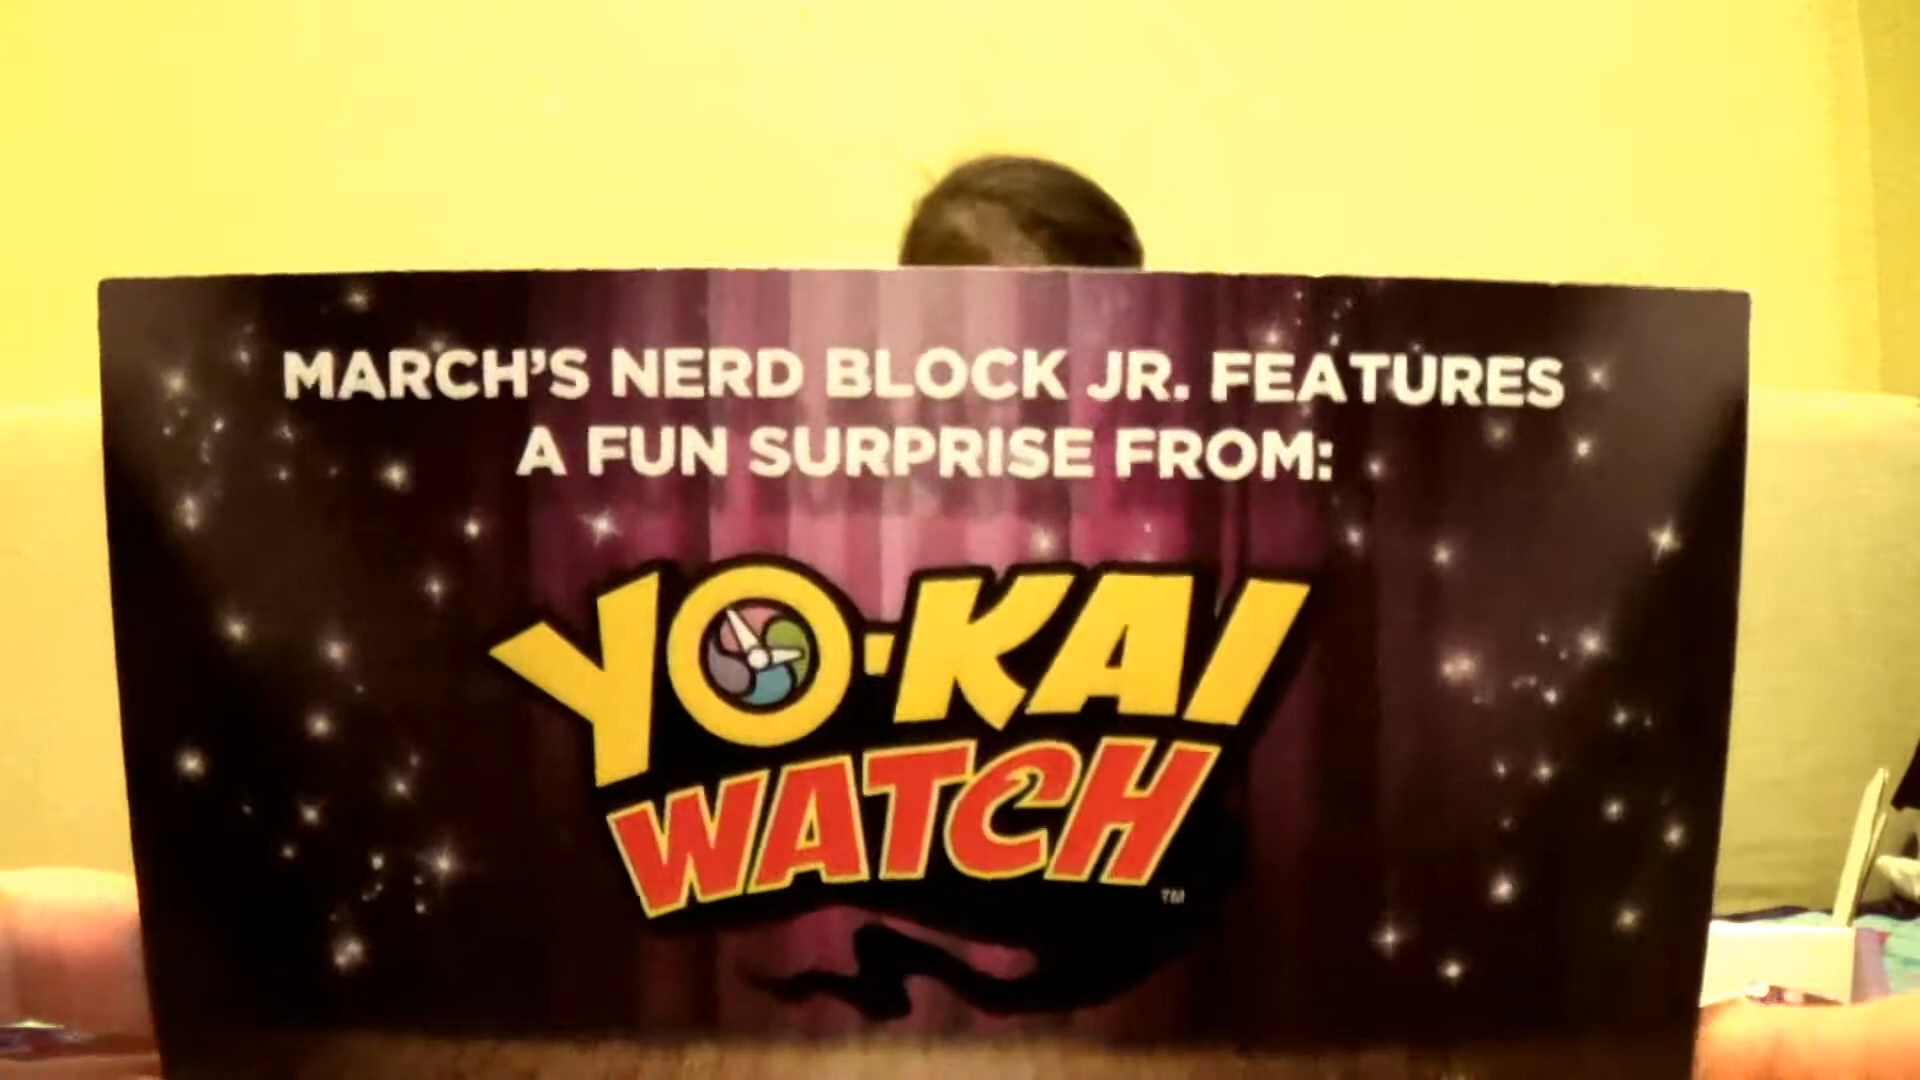 MARCH'S NERD BLOCK JR. FEATURES
A FUN SURPRISE FROM:
YO-KAI
WATCH
TM